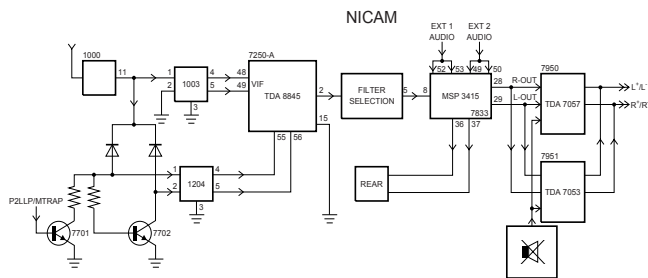 NICAM
EXT 1 EXT 2
AUDIO AUDIO
1000
11
1 1003 4
2 5
3
7250-A
48
49
VIF
TDA 8845
2
15
55 56
FILTER
SELECTION
5 8
52 53 49 50
MSP 3415
7833
28
29
36 37
R-OUT
L-OUT
7950
TDA 7057
L+/L-
R+/R-
7951
TDA 7053
1 4
2 1204 5
3
REAR
P2LLP/MTRAP
7701
7702